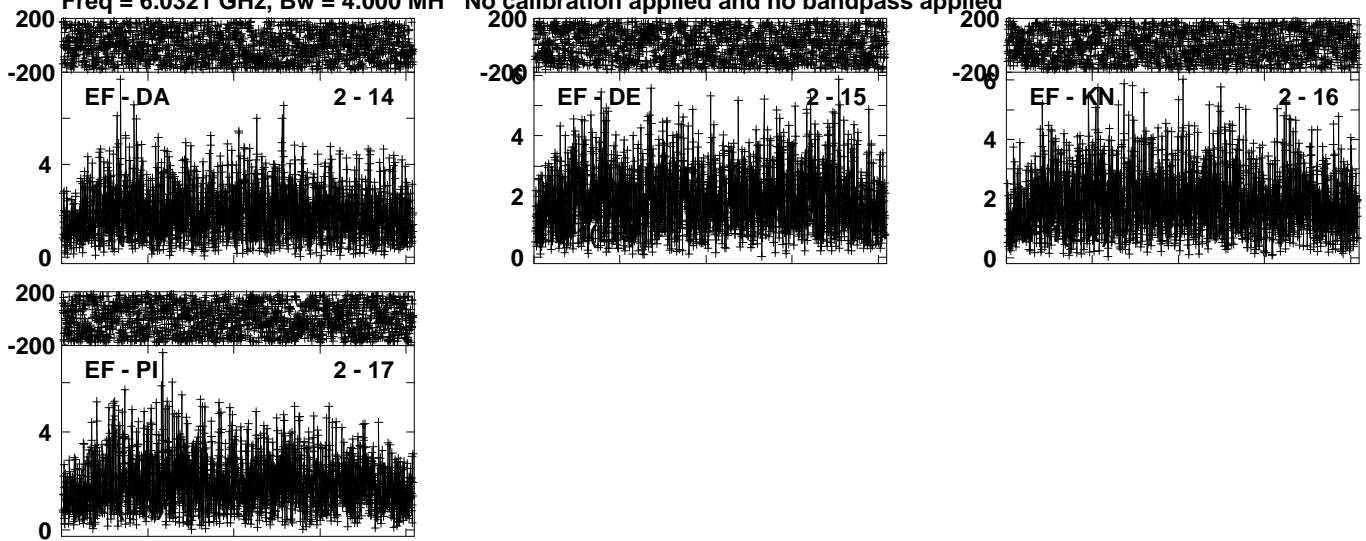 Freq = 6.0321 GHz, Bw = 4.000 MH No calibration applied and no bandpass applied
200 200 200
-200 -200 -200
6 6
EF - DA 2 - 14 EF - DE 2 - 15 EF - KN 2 - 16
4 4 4
2 2
0 0 0
200
-200
EF - PI 2 - 17
4
0